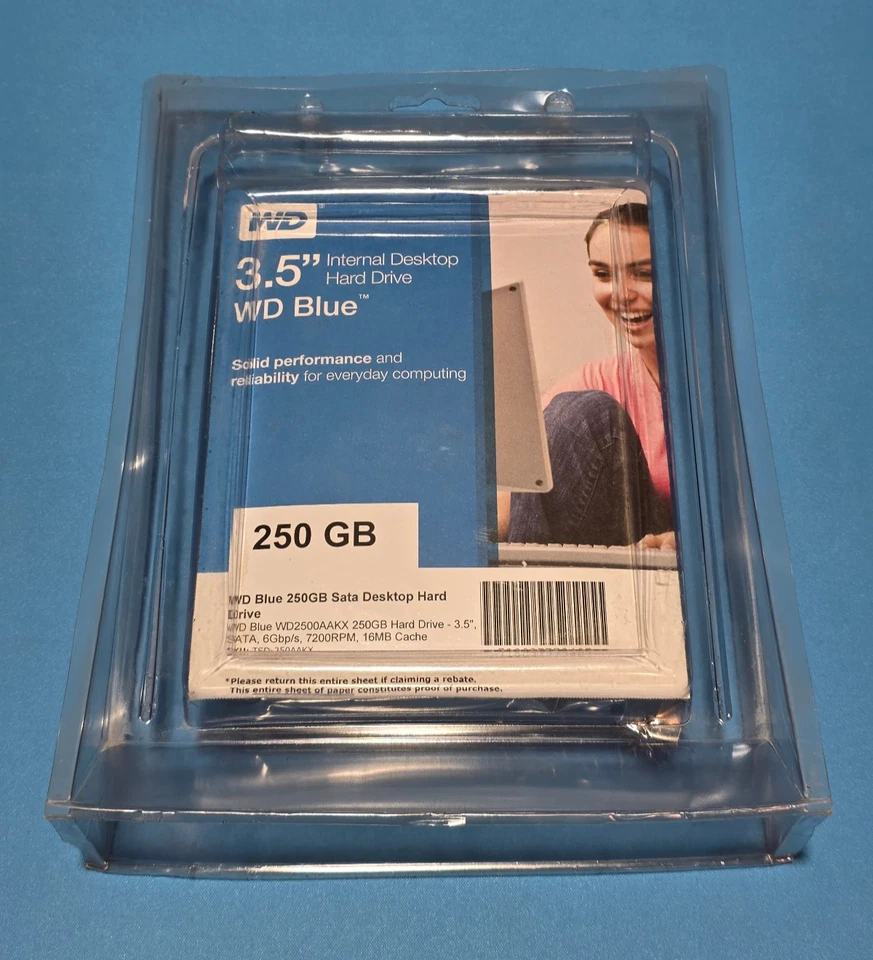 WD®
3.5” Internal Desktop
Hard Drive
WD Blue™
Solid performance and
reliability for everyday computing
250 GB
WD Blue 250GB Sata Desktop Hard
Drive
WD Blue WD2500AAKX 250GB Hard Drive - 3.5",
SATA, 6Gbp/s, 7200RPM, 16MB Cache
*Please return this entire sheet if claiming a rebate.
This entire sheet of paper constitutes proof of purchase.